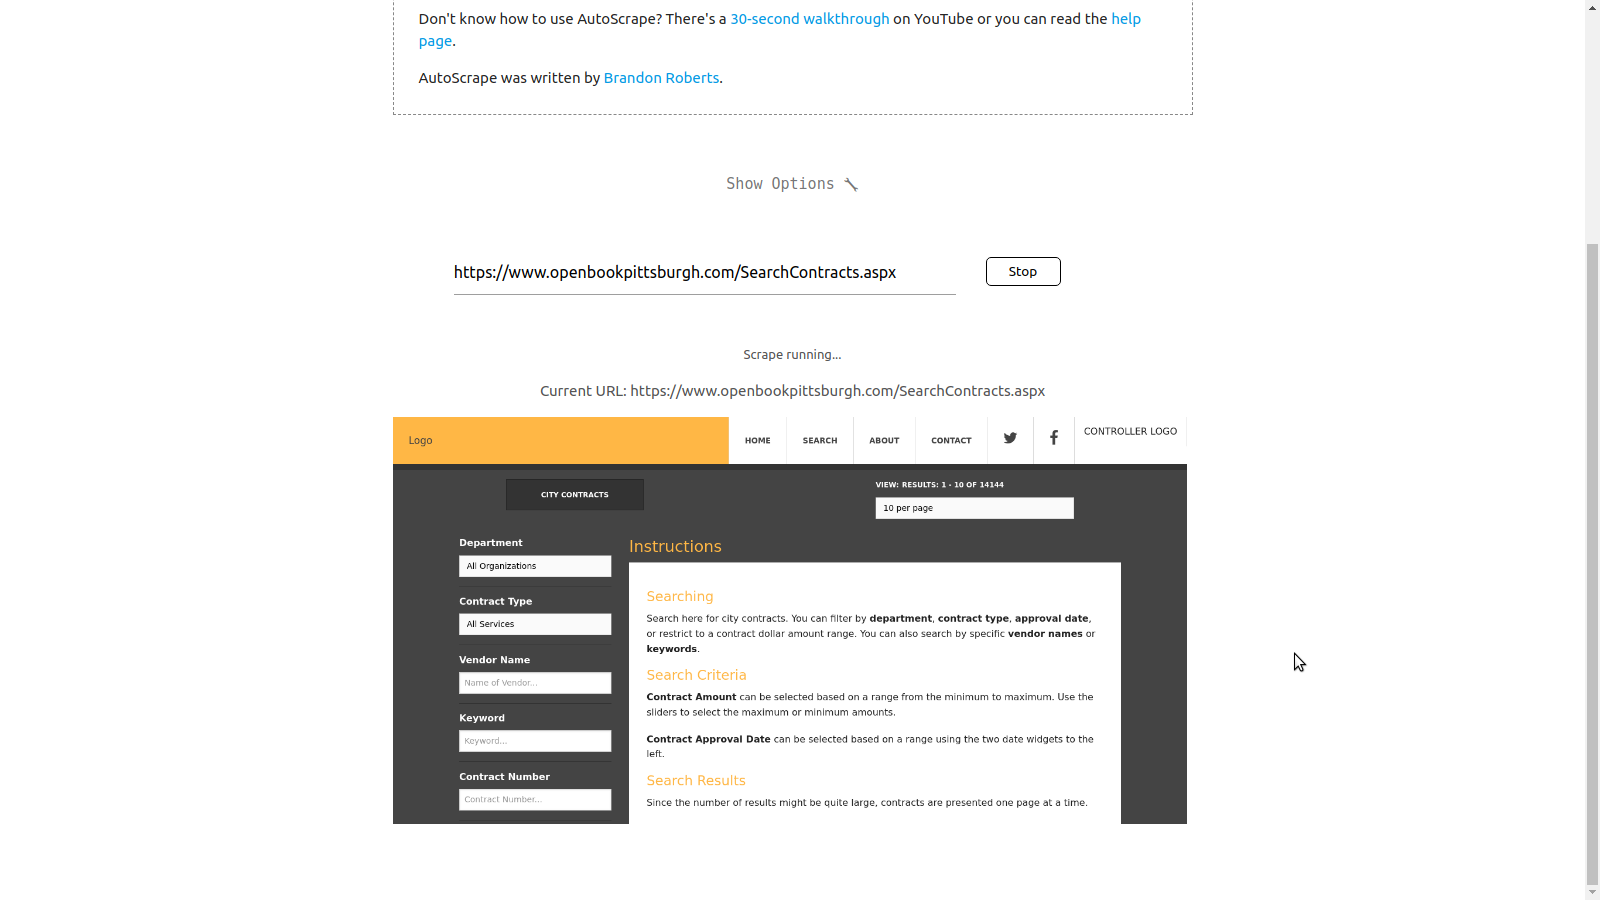 Don't know how to use AutoScrape? There's a 30-second walkthrough on YouTube or you can read the help
page.
AutoScrape was written by Brandon Roberts.
Show Options
https://www.openbookpittsburgh.com/SearchContracts.aspx
Stop
Scrape running...
Current URL: https://www.openbookpittsburgh.com/SearchContracts.aspx
Logo
HOME
SEARCH
ABOUT
CONTACT
CONTROLLER LOGO
CITY CONTRACTS
VIEW: RESULTS: 1 - 10 OF 14144
10 per page
Department
All Organizations
Contract Type
All Services
Vendor Name
Name of Vendor...
Keyword
Keyword...
Contract Number
Contract Number...
Instructions
Searching
Search here for city contracts. You can filter by department, contract type, approval date,
or restrict to a contract dollar amount range. You can also search by specific vendor names or
keywords.
Search Criteria
Contract Amount can be selected based on a range from the minimum to maximum. Use the
sliders to select the maximum or minimum amounts.
Contract Approval Date can be selected based on a range using the two date widgets to the
left.
Search Results
Since the number of results might be quite large, contracts are presented one page at a time.